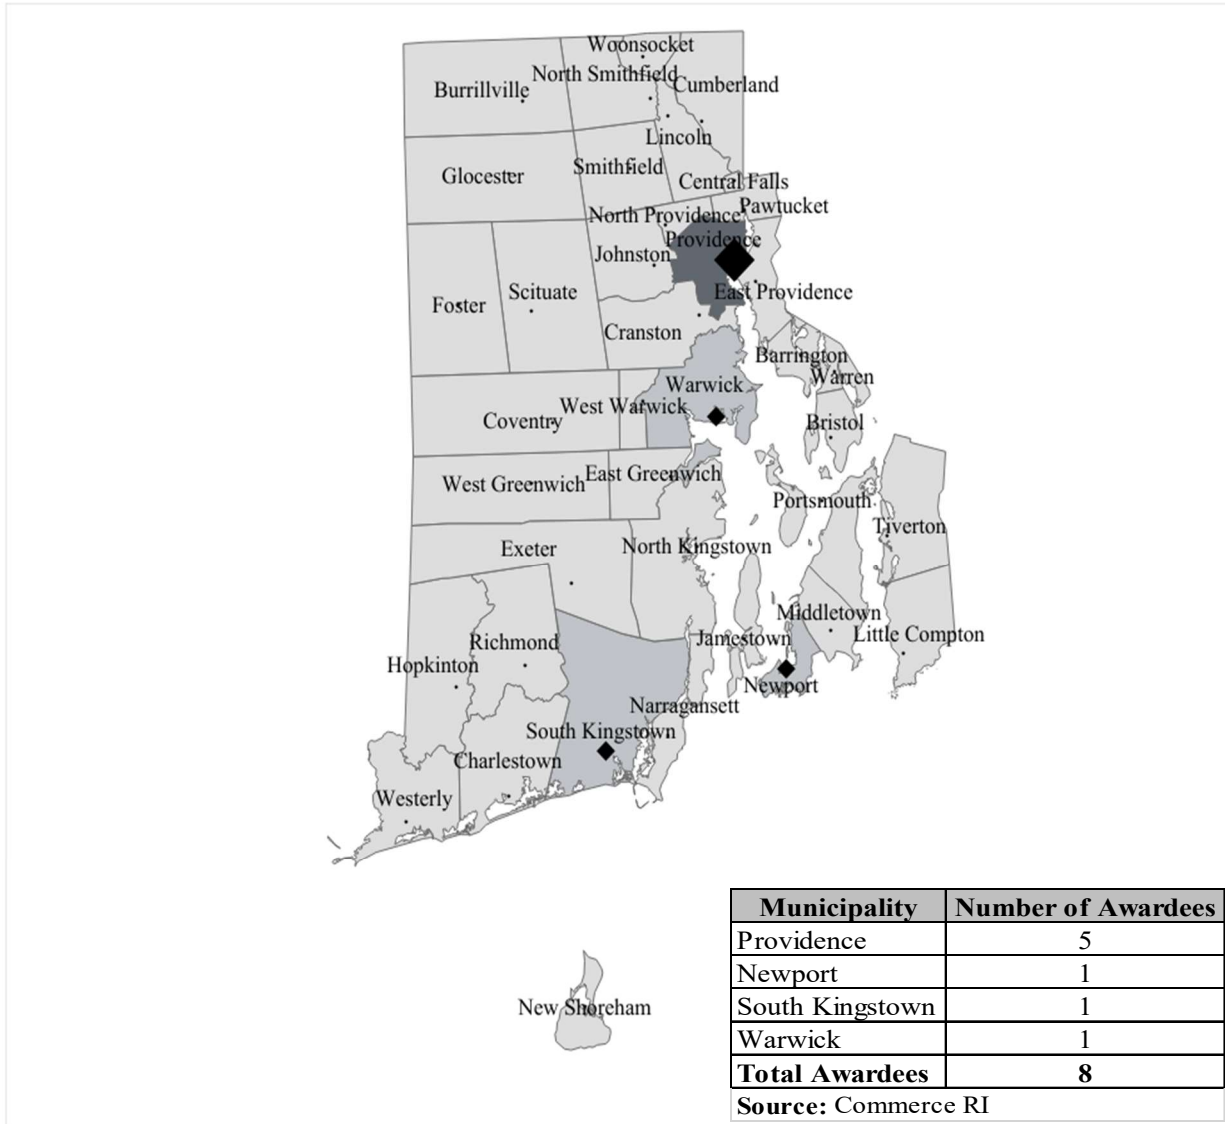 Woonsocket
North Smithfield
Cumberland
Burrillville
Lincoln
Smithfield
Glocester
Central Falls
Pawtucket
North Providence
Providence
Johnston
East Providence
Scituate
Foster
Cranston
Barrington
Warren
Warwick
West Warwick
Coventry
Bristol
East Greenwich
West Greenwich
Portsmouth
Tiverton
North Kingstown
Exeter
Middletown
Little Compton
Jamestown
Richmond
Hopkinton
Newport
Narragansett
South Kingstown
Charlestown
Westerly
New Shoreham
Municipality Number of Awardees
Providence 5
Newport 1
South Kingstown 1
Warwick 1
Total Awardees 8
Source: Commerce RI